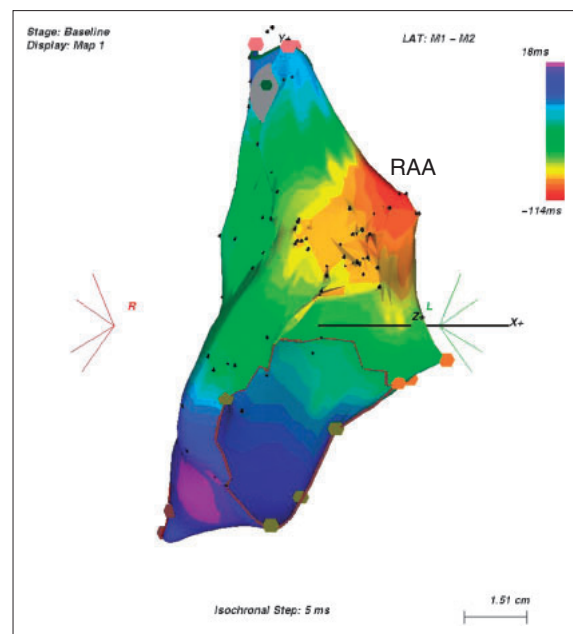 Stage: Baseline
Display: Map 1
LAT: M1 – M2
Y+
18ms
RAA
–114ms
R
L
Z+
X+
Isochronal Step: 5 ms
1.51 cm